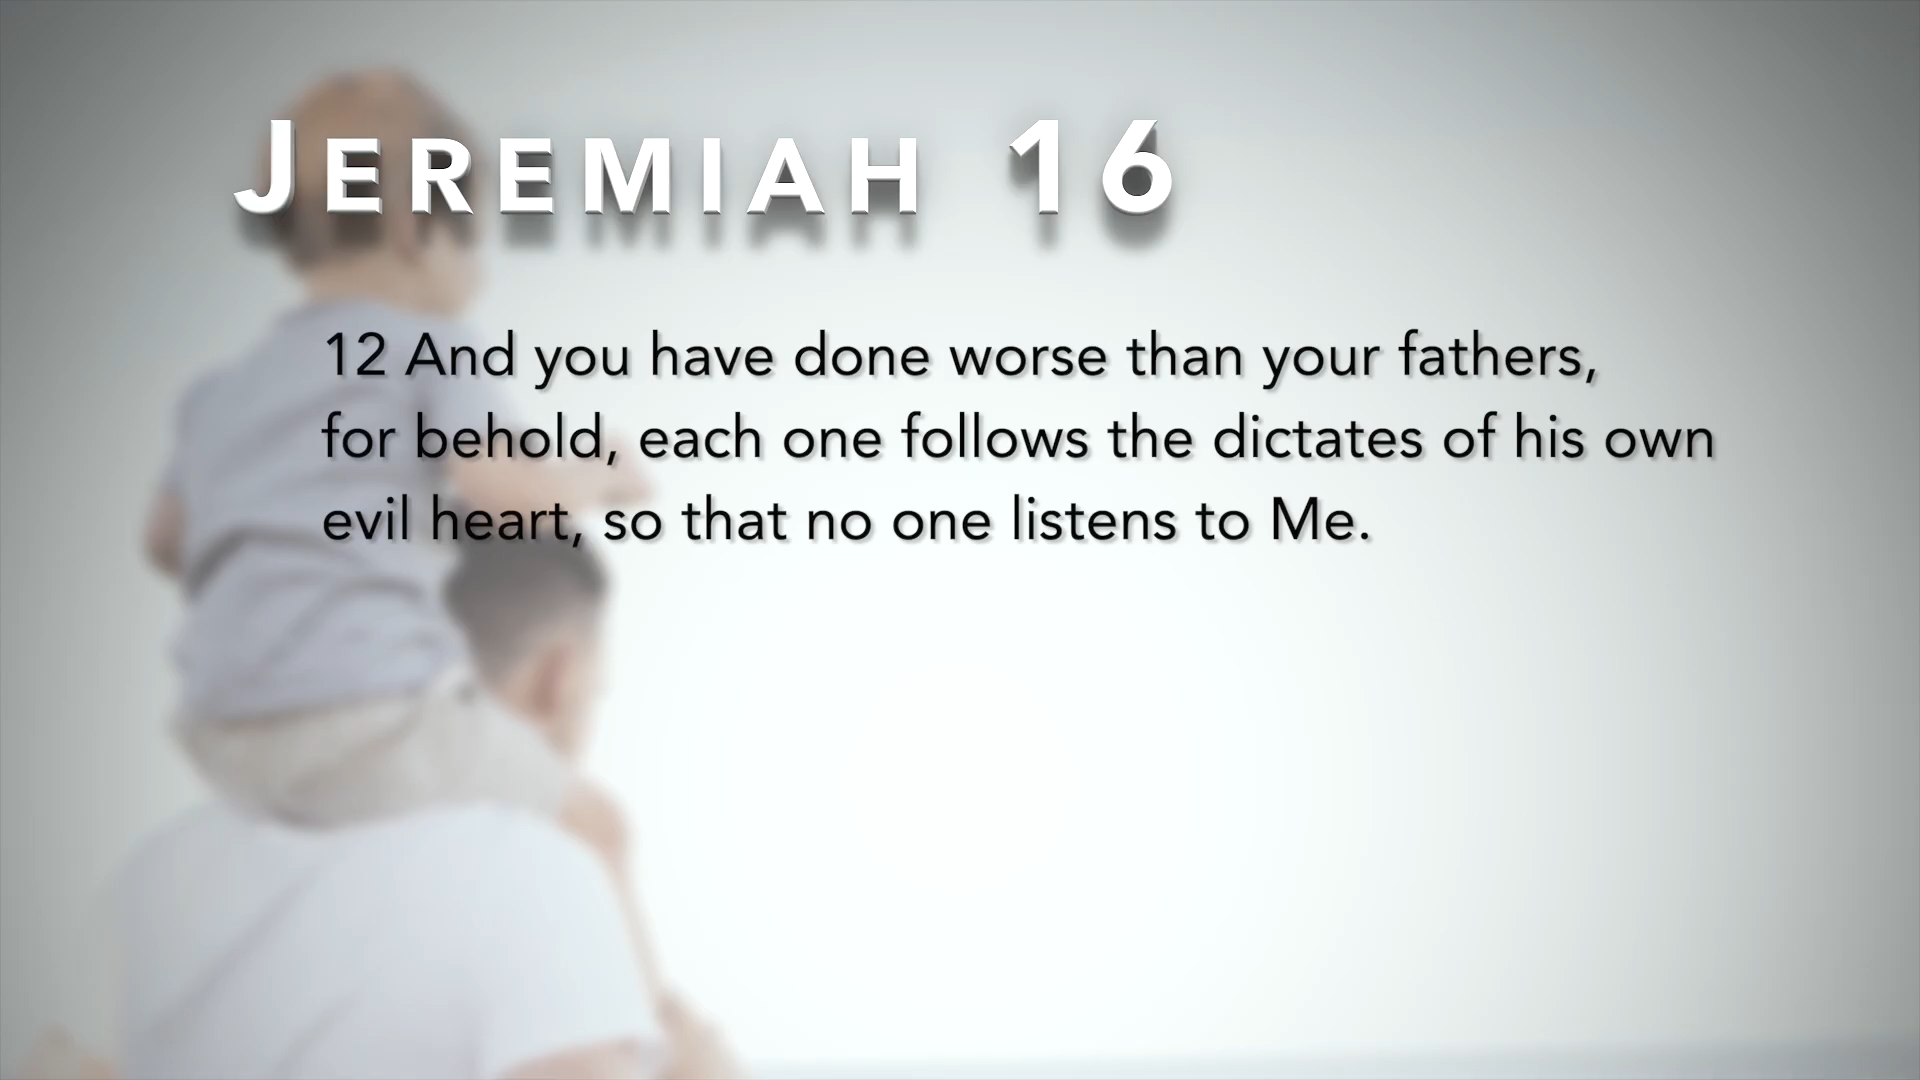 JEREMIAH 16
12 And you have done worse than your fathers,
for behold, each one follows the dictates of his own
evil heart, so that no one listens to Me.